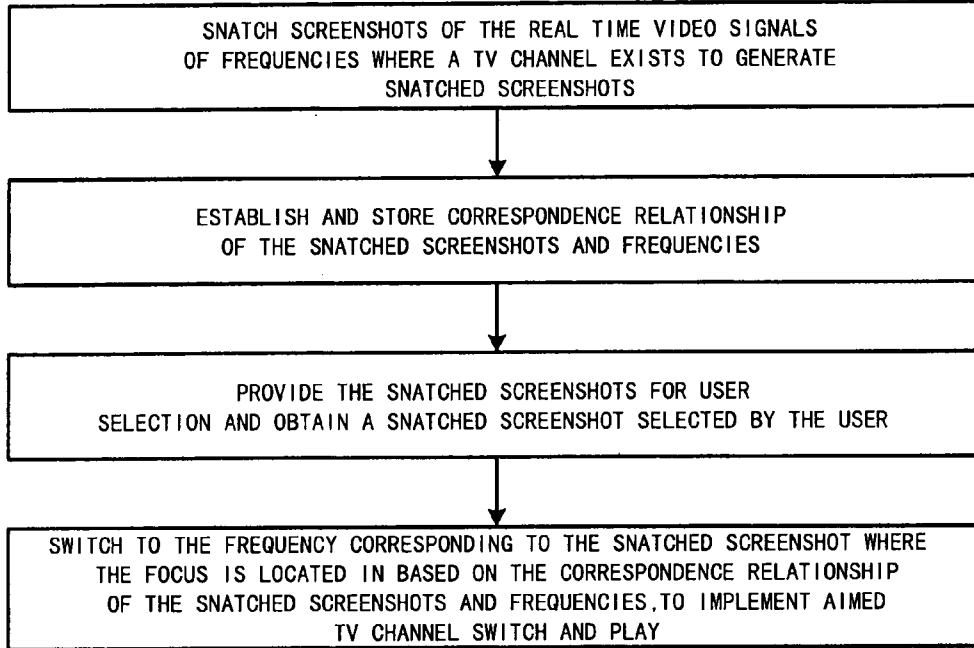 SNATCH SCREENSHOTS OF THE REAL TIME VIDEO SIGNALS
OF FREQUENCIES WHERE A TV CHANNEL EXISTS TO GENERATE
SNATCHED SCREENSHOTS
ESTABLISH AND STORE CORRESPONDENCE RELATIONSHIP
OF THE SNATCHED SCREENSHOTS AND FREQUENCIES
PROVIDE THE SNATCHED SCREENSHOTS FOR USER
SELECTION AND OBTAIN A SNATCHED SCREENSHOT SELECTED BY THE USER
SWITCH TO THE FREQUENCY CORRESPONDING TO THE SNATCHED SCREENSHOT WHERE
THE FOCUS IS LOCATED IN BASED ON THE CORRESPONDENCE RELATIONSHIP
OF THE SNATCHED SCREENSHOTS AND FREQUENCIES,TO IMPLEMENT AIMED
TV CHANNEL SWITCH AND PLAY